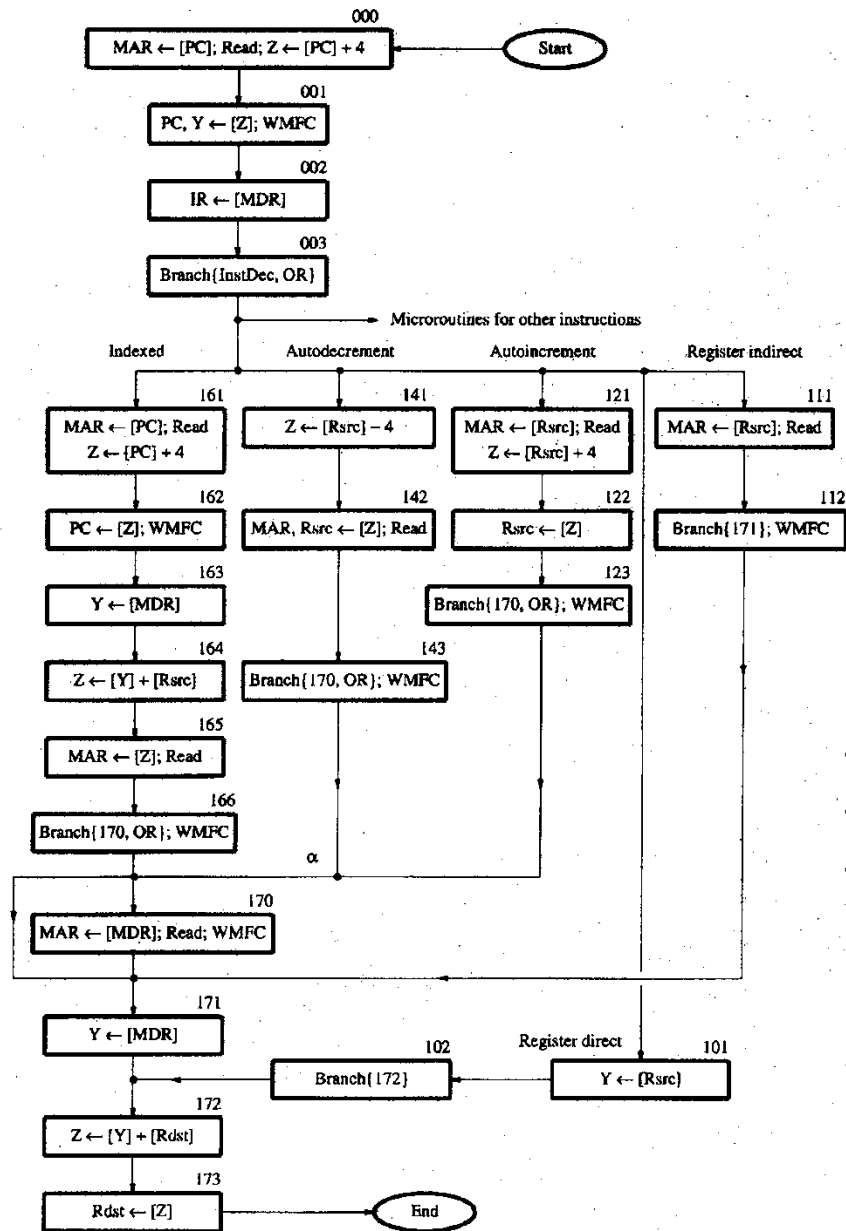 000
MAR ← [PC]; Read; Z ← [PC] + 4
Start
001
PC, Y ← [Z]; WMFC
002
IR ← [MDR]
003
Branch{InstDec, OR}
Microroutines for other instructions
Indexed
Autodecrement
Autoincrement
Register indirect
161
MAR ← [PC]; Read
Z ← [PC] + 4
141
Z ← [Rsrc] − 4
121
MAR ← [Rsrc]; Read
Z ← [Rsrc] + 4
111
MAR ← [Rsrc]; Read
162
PC ← [Z]; WMFC
142
MAR, Rsrc ← [Z]; Read
122
Rsrc ← [Z]
112
Branch{171}; WMFC
163
Y ← [MDR]
123
Branch{170, OR}; WMFC
164
Z ← [Y] + [Rsrc]
143
Branch{170, OR}; WMFC
165
MAR ← [Z]; Read
166
Branch{170, OR}; WMFC
α
170
MAR ← [MDR]; Read; WMFC
171
Y ← [MDR]
Register direct
102
Branch{172}
101
Y ← [Rsrc]
172
Z ← [Y] + [Rdst]
173
Rdst ← [Z]
End